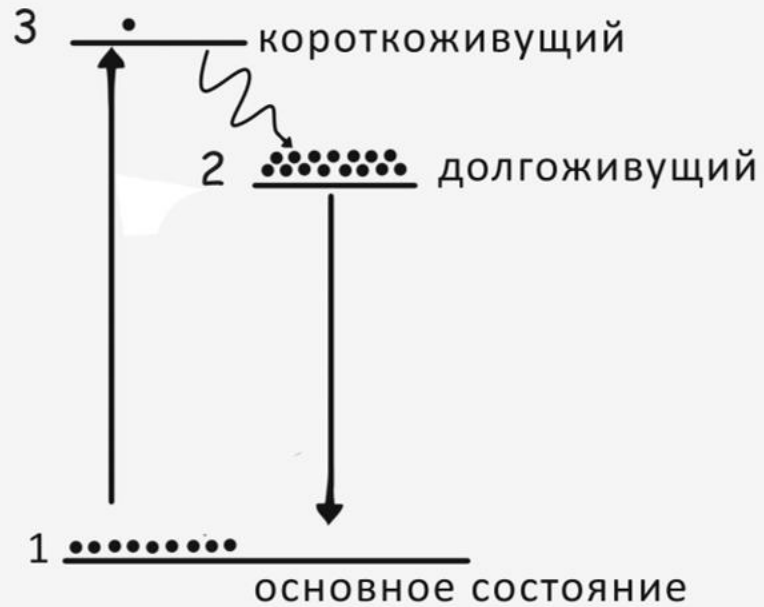 3 короткоживущий
2 долгоживущий
1
основное состояние